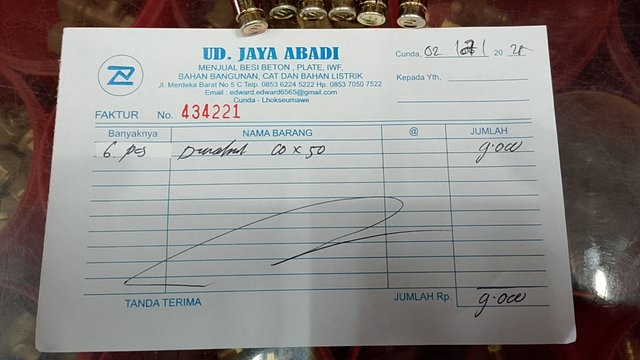 UD. JAYA ABADI
MENJUAL BESI BETON , PLATE, IWF,
BAHAN BANGUNAN, CAT DAN BAHAN LISTRIK
Jl. Merdeka Barat No 5 C Telp: 0853 6224 5222 Hp. 0853 7050 7522
Email : edward.edward6565@gmail.com
Cunda - Lhokseumawe
Cunda, 02 20
Kepada Yth,
FAKTUR No. 434221
Banyaknya NAMA BARANG @ JUMLAH
6 pcs x 50 9.000
TANDA TERIMA JUMLAH Rp. 9.000